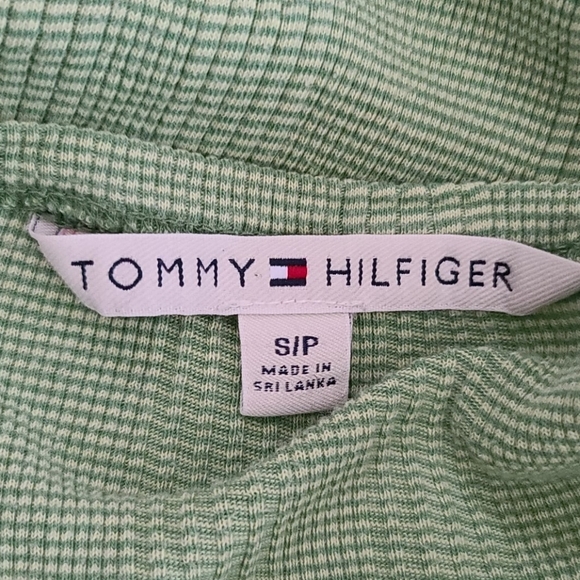 TOMMY HILFIGER
S/P
MADE IN
SRI LANKA